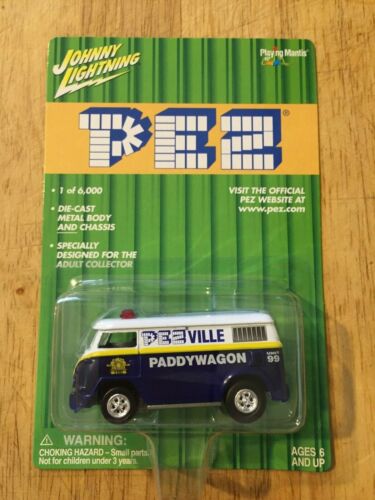 JOHNNY LIGHTNING
Playing Mantis
PEZ®
• 1 of 6,000
• DIE-CAST
METAL BODY
AND CHASSIS
• SPECIALLY
DESIGNED FOR THE
ADULT COLLECTOR
VISIT THE OFFICIAL
PEZ WEBSITE AT
www.pez.com
PEZVILLE
PADDYWAGON
UNIT
99
WARNING:
CHOKING HAZARD - Small parts.
Not for children under 3 years.
AGES 6
AND UP